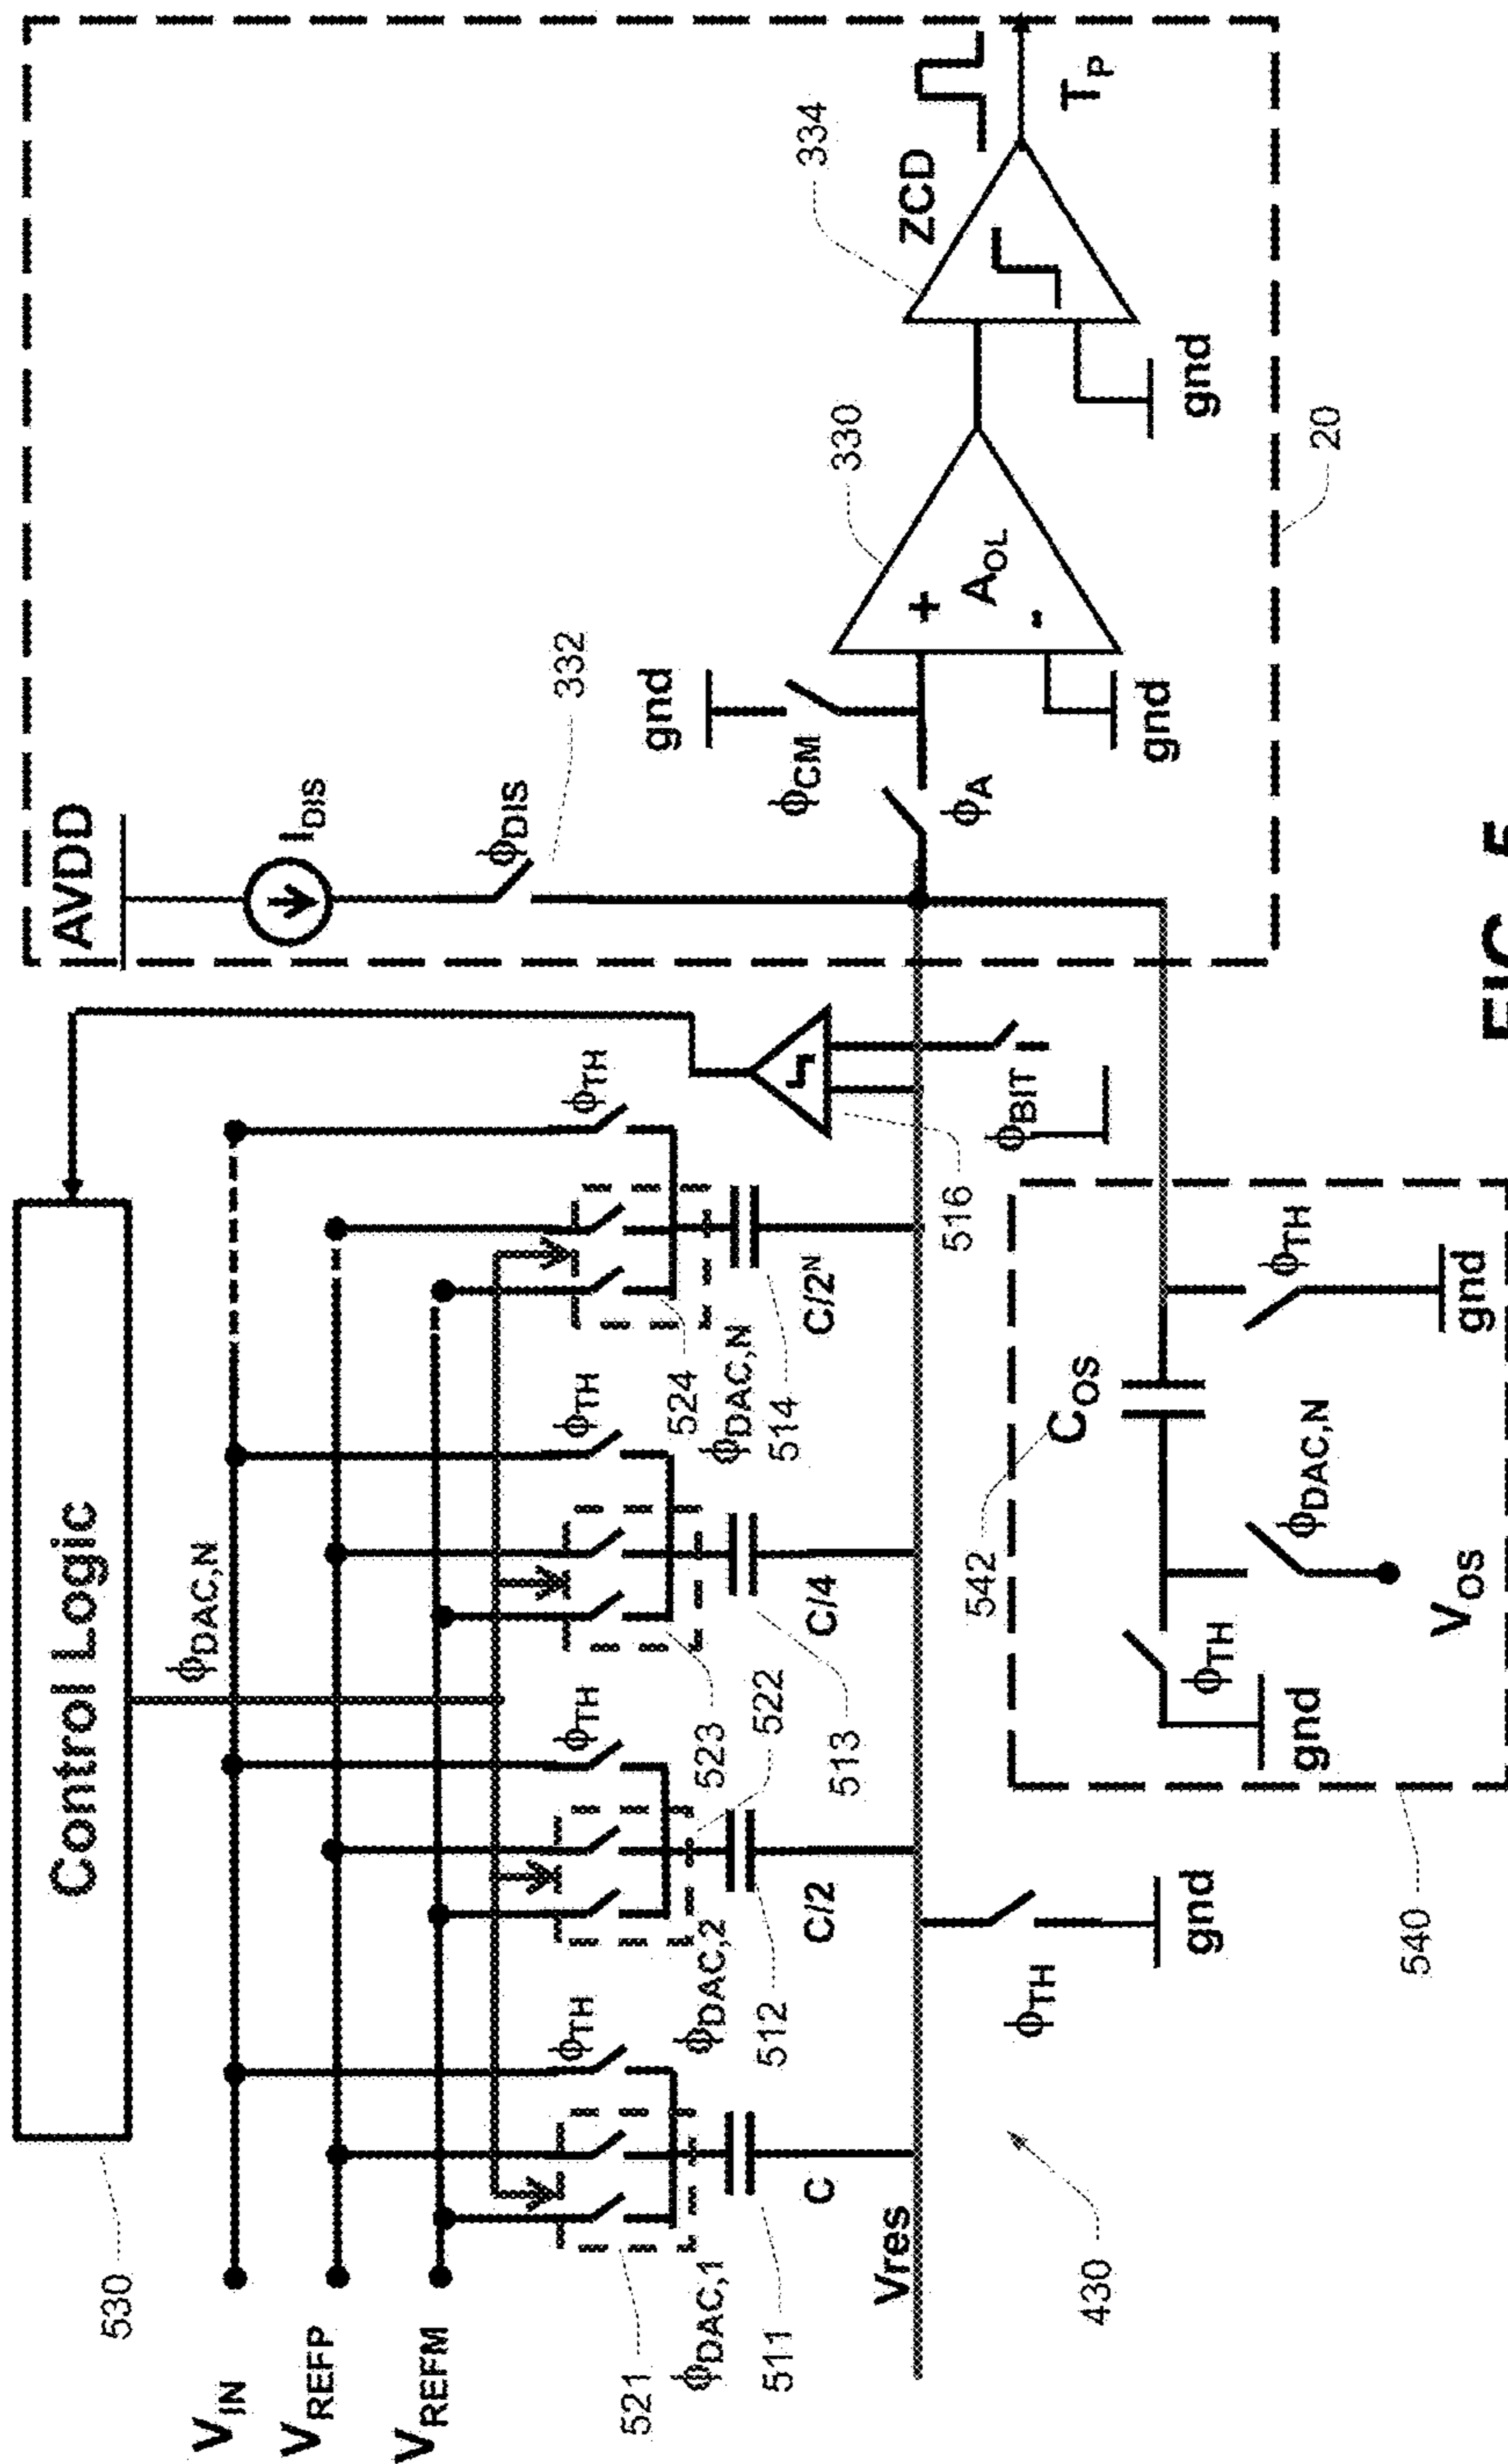 Control Logic
530
V_IN
V_REFP
V_REFM
ϕ_DAC,N
ϕ_TH
ϕ_TH
ϕ_TH
ϕ_TH
521
522
523
524
ϕ_DAC,1
ϕ_DAC,2
ϕ_DAC,N
511
512
513
514
C
C/2
C/4
C/2^N
516
ϕ_BIT
Vres
430
ϕ_TH
gnd
540
542
C_OS
ϕ_TH
gnd
ϕ_DAC,N
V_OS
ϕ_TH
gnd
AVDD
I_DIS
ϕ_DIS
332
gnd
ϕ_CM
ϕ_A
330
+
A_OL
-
gnd
334
ZCD
gnd
T_P
20